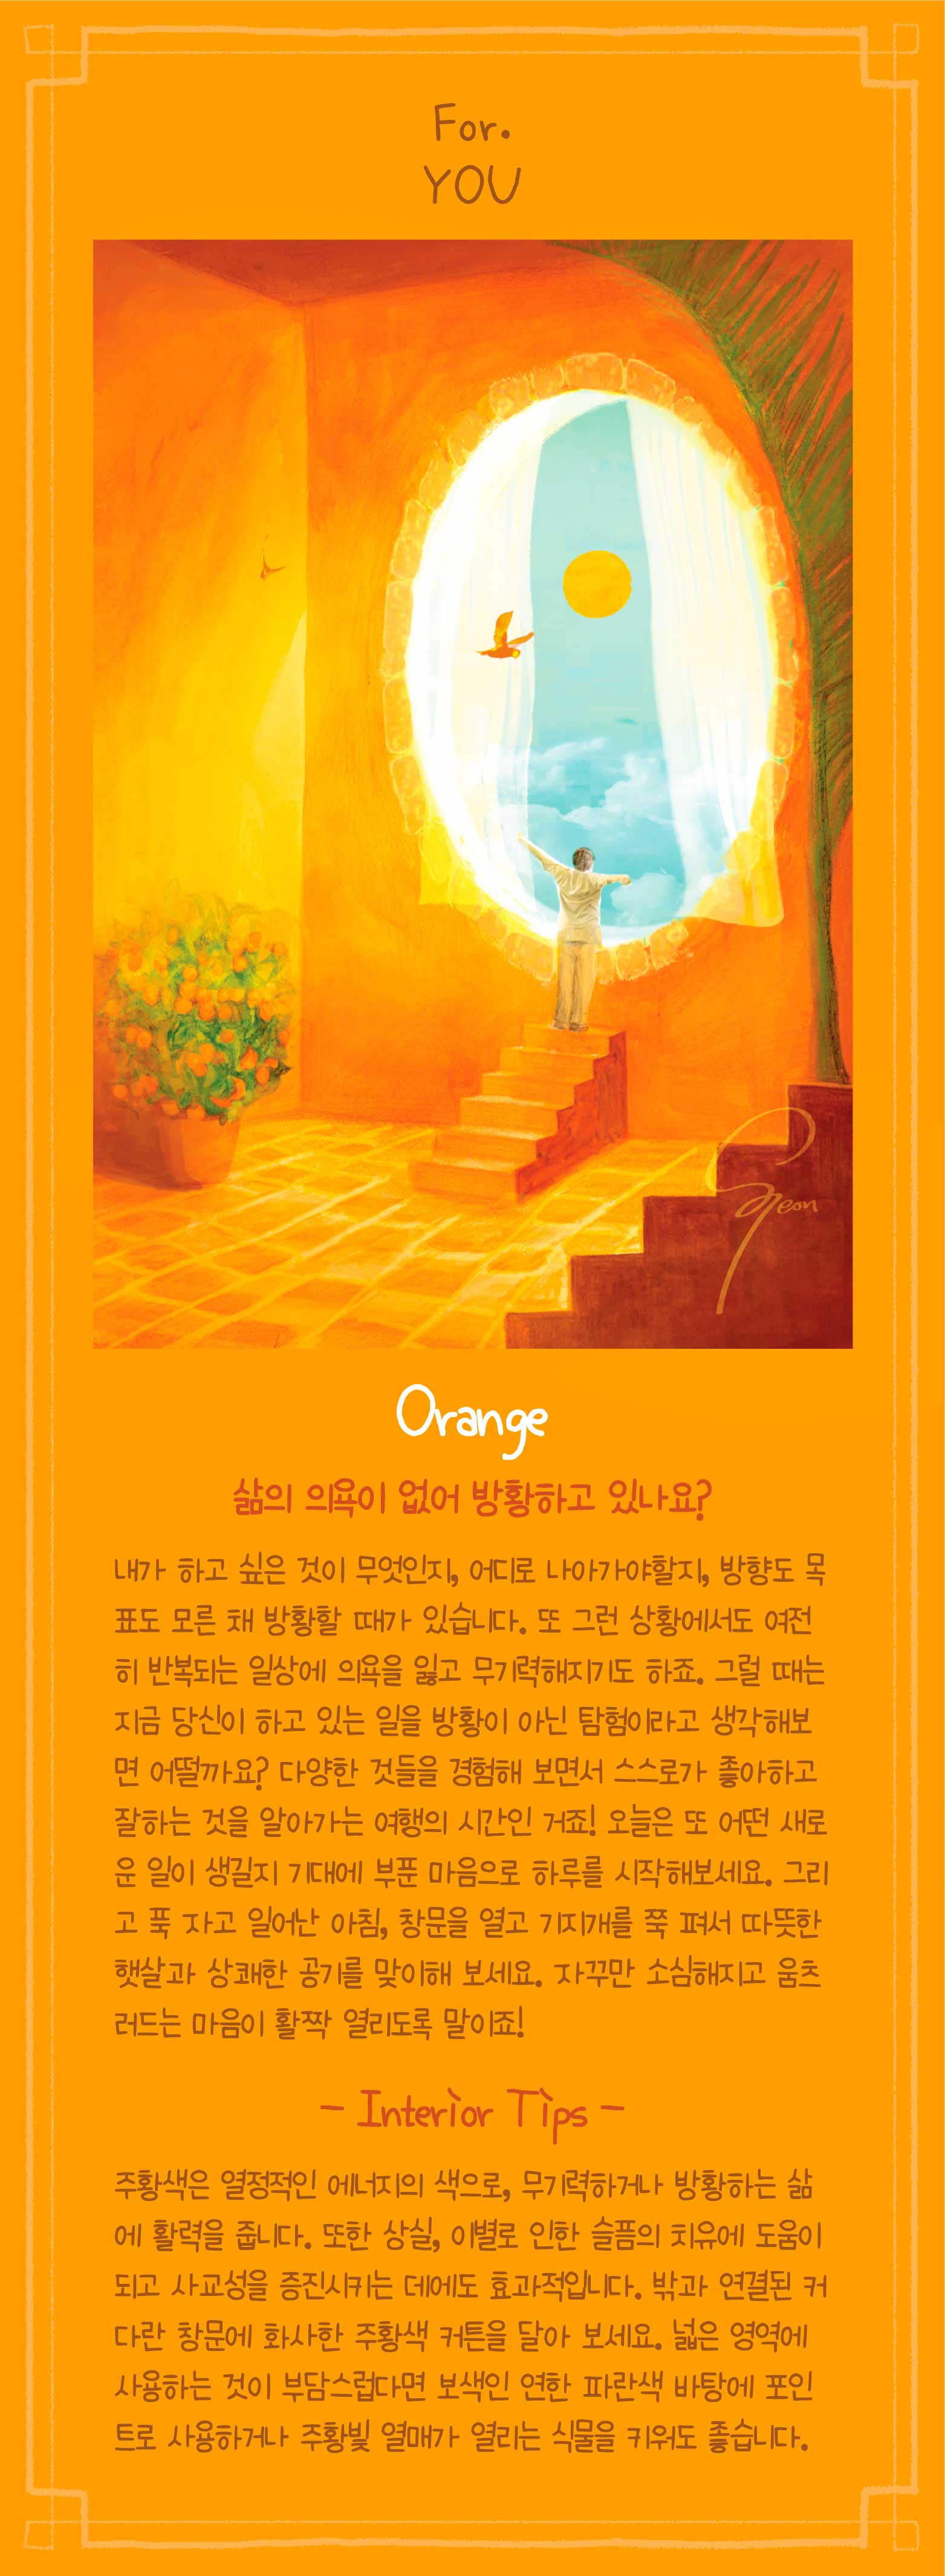 For.
YOU
Jeon
Orange
삶의 의욕이 없어 방황하고 있나요?
내가 하고 싶은 것이 무엇인지, 어디로 나아가야할지, 방향도 목
표도 모른 채 방황할 때가 있습니다. 또 그런 상황에서도 여전
히 반복되는 일상에 의욕을 잃고 무기력해지기도 하죠. 그럴 때는
지금 당신이 하고 있는 일을 방황이 아닌 탐험이라고 생각해보
면 어떨까요? 다양한 것들을 경험해 보면서 스스로가 좋아하고
잘하는 것을 알아가는 여행의 시간인 거죠! 오늘은 또 어떤 새로
운 일이 생길지 기대에 부푼 마음으로 하루를 시작해보세요. 그리
고 푹 자고 일어난 아침, 창문을 열고 기지개를 쭉 펴서 따뜻한
햇살과 상쾌한 공기를 맞이해 보세요. 자꾸만 소심해지고 움츠
러드는 마음이 활짝 열리도록 말이죠!
- Interior Tips -
주황색은 열정적인 에너지의 색으로, 무기력하거나 방황하는 삶
에 활력을 줍니다. 또한 상실, 이별로 인한 슬픔의 치유에 도움이
되고 사교성을 증진시키는 데에도 효과적입니다. 밖과 연결된 커
다란 창문에 화사한 주황색 커튼을 달아 보세요. 넓은 영역에
사용하는 것이 부담스럽다면 보색인 연한 파란색 바탕에 포인
트로 사용하거나 주황빛 열매가 열리는 식물을 키워도 좋습니다.